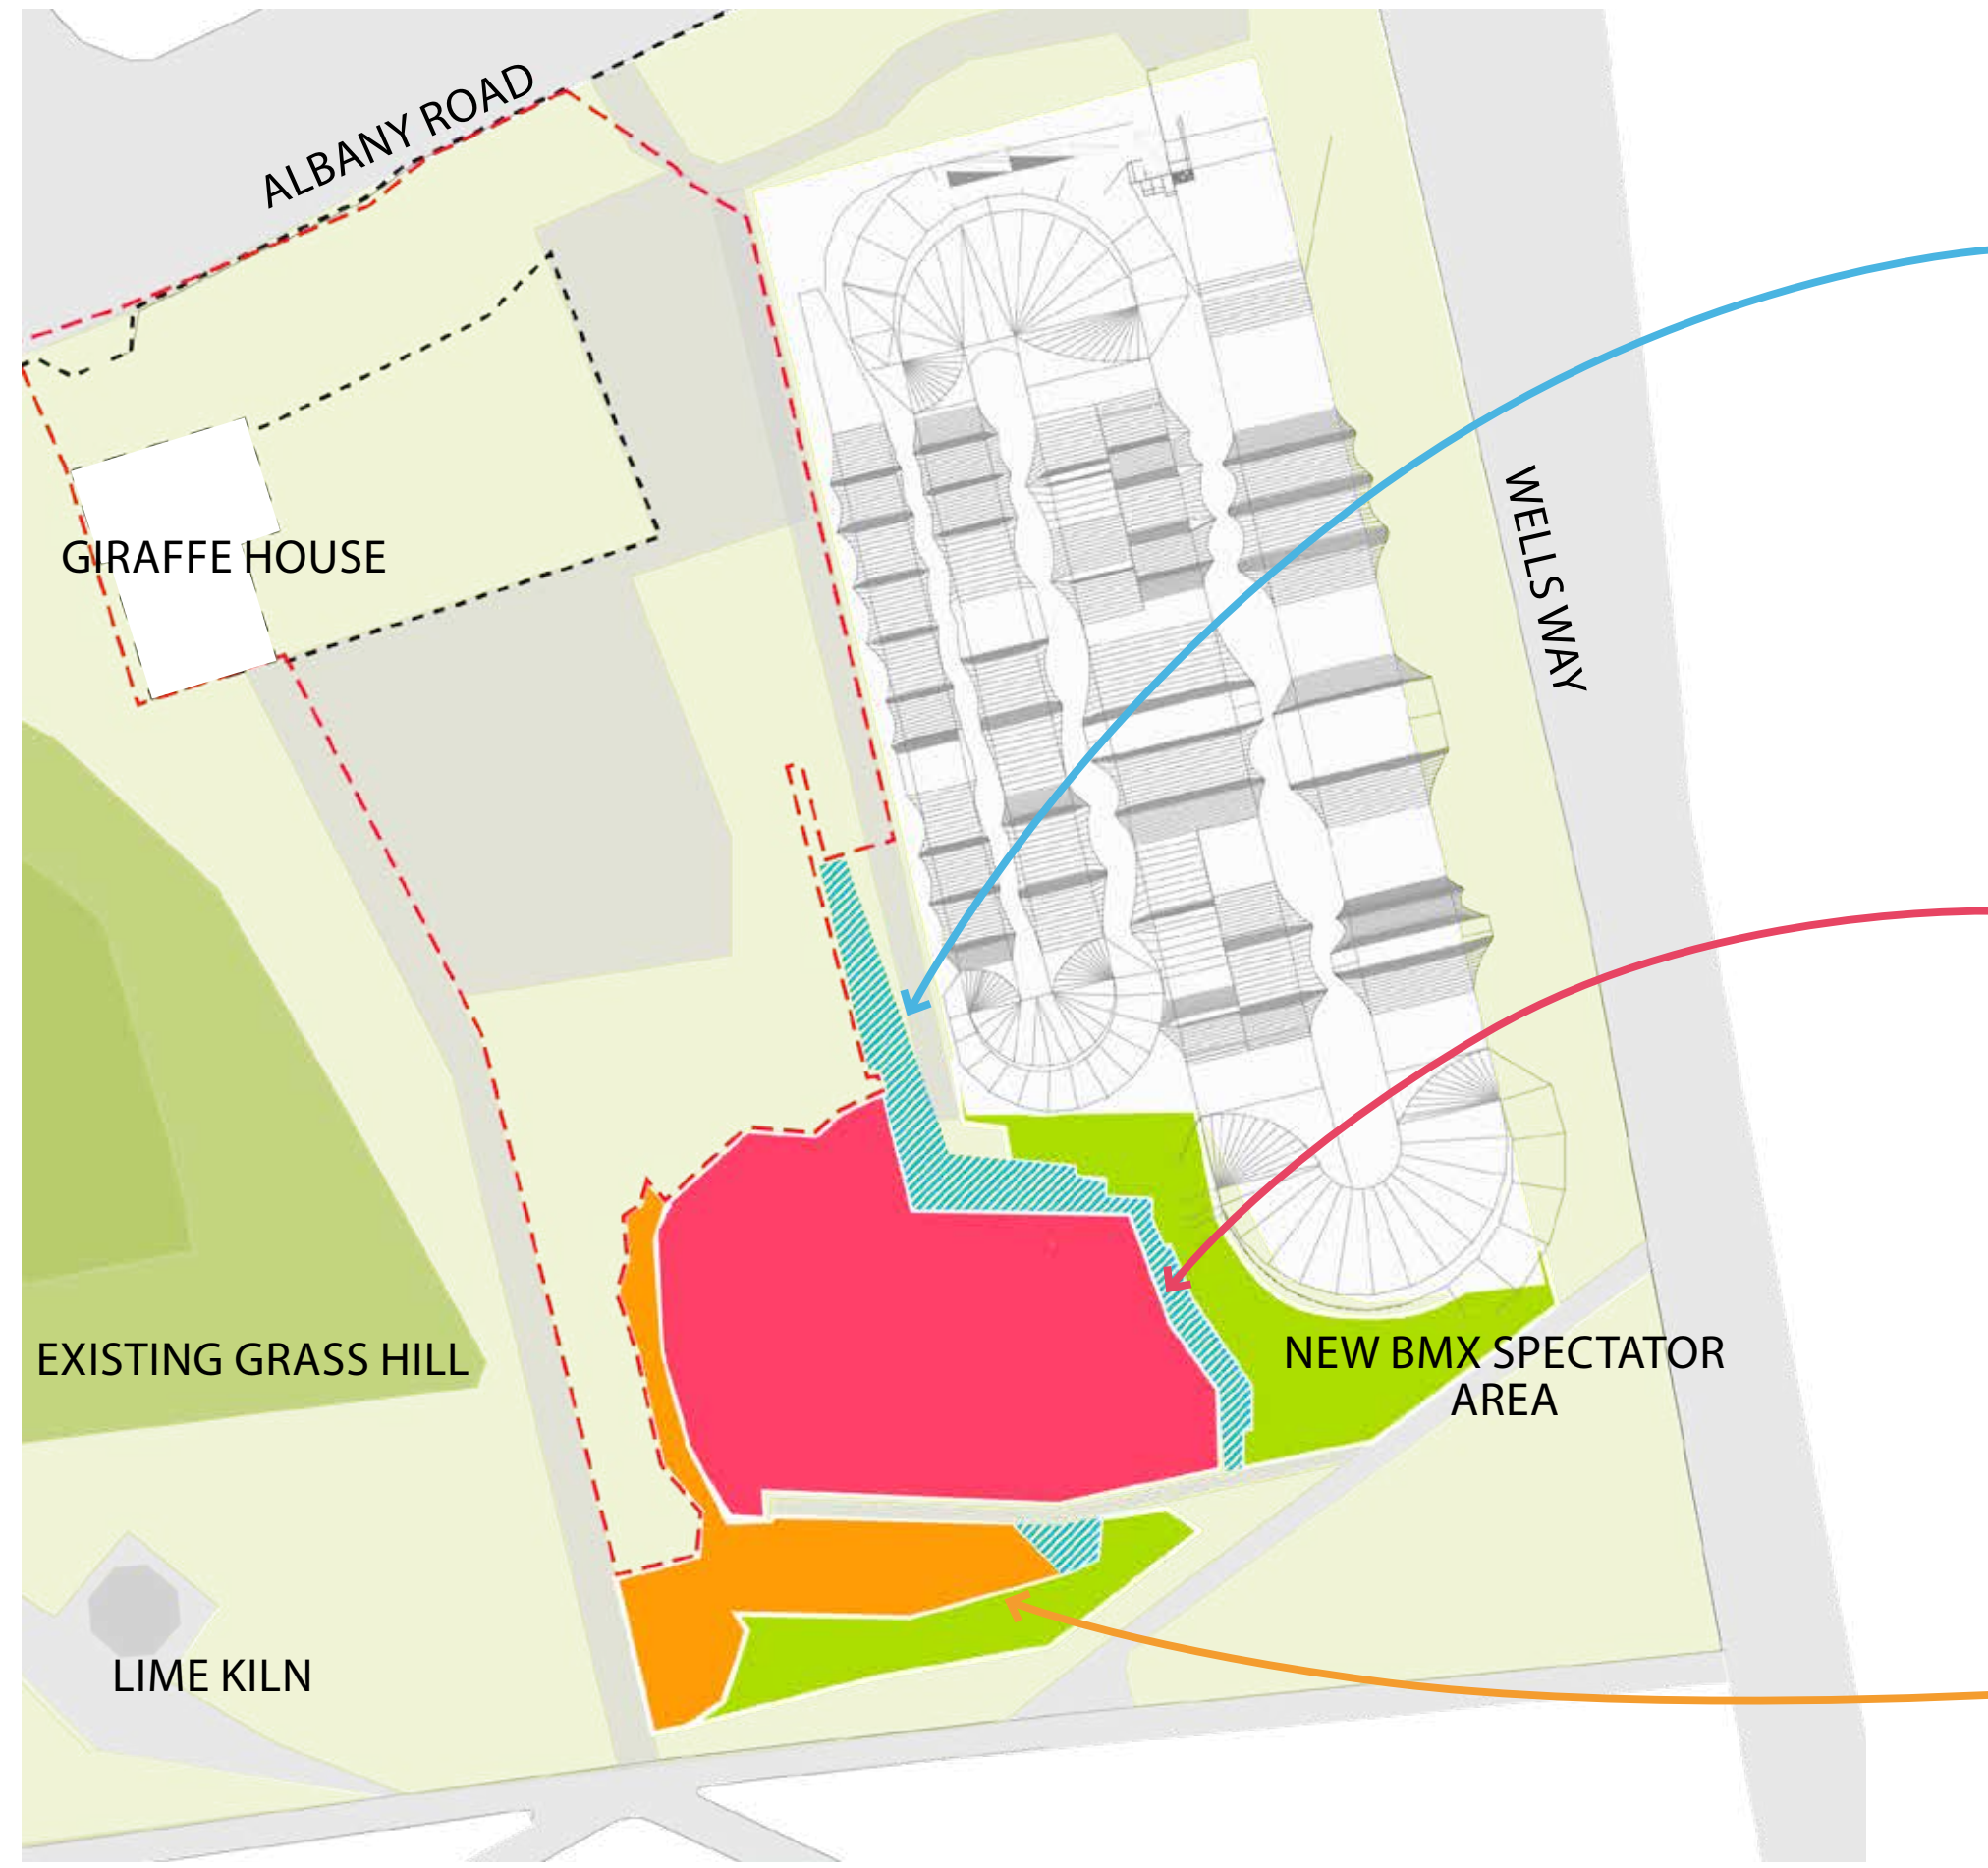 ALBANY ROAD
GIRAFFE HOUSE
WELLS WAY
EXISTING GRASS HILL
NEW BMX SPECTATOR
AREA
LIME KILN